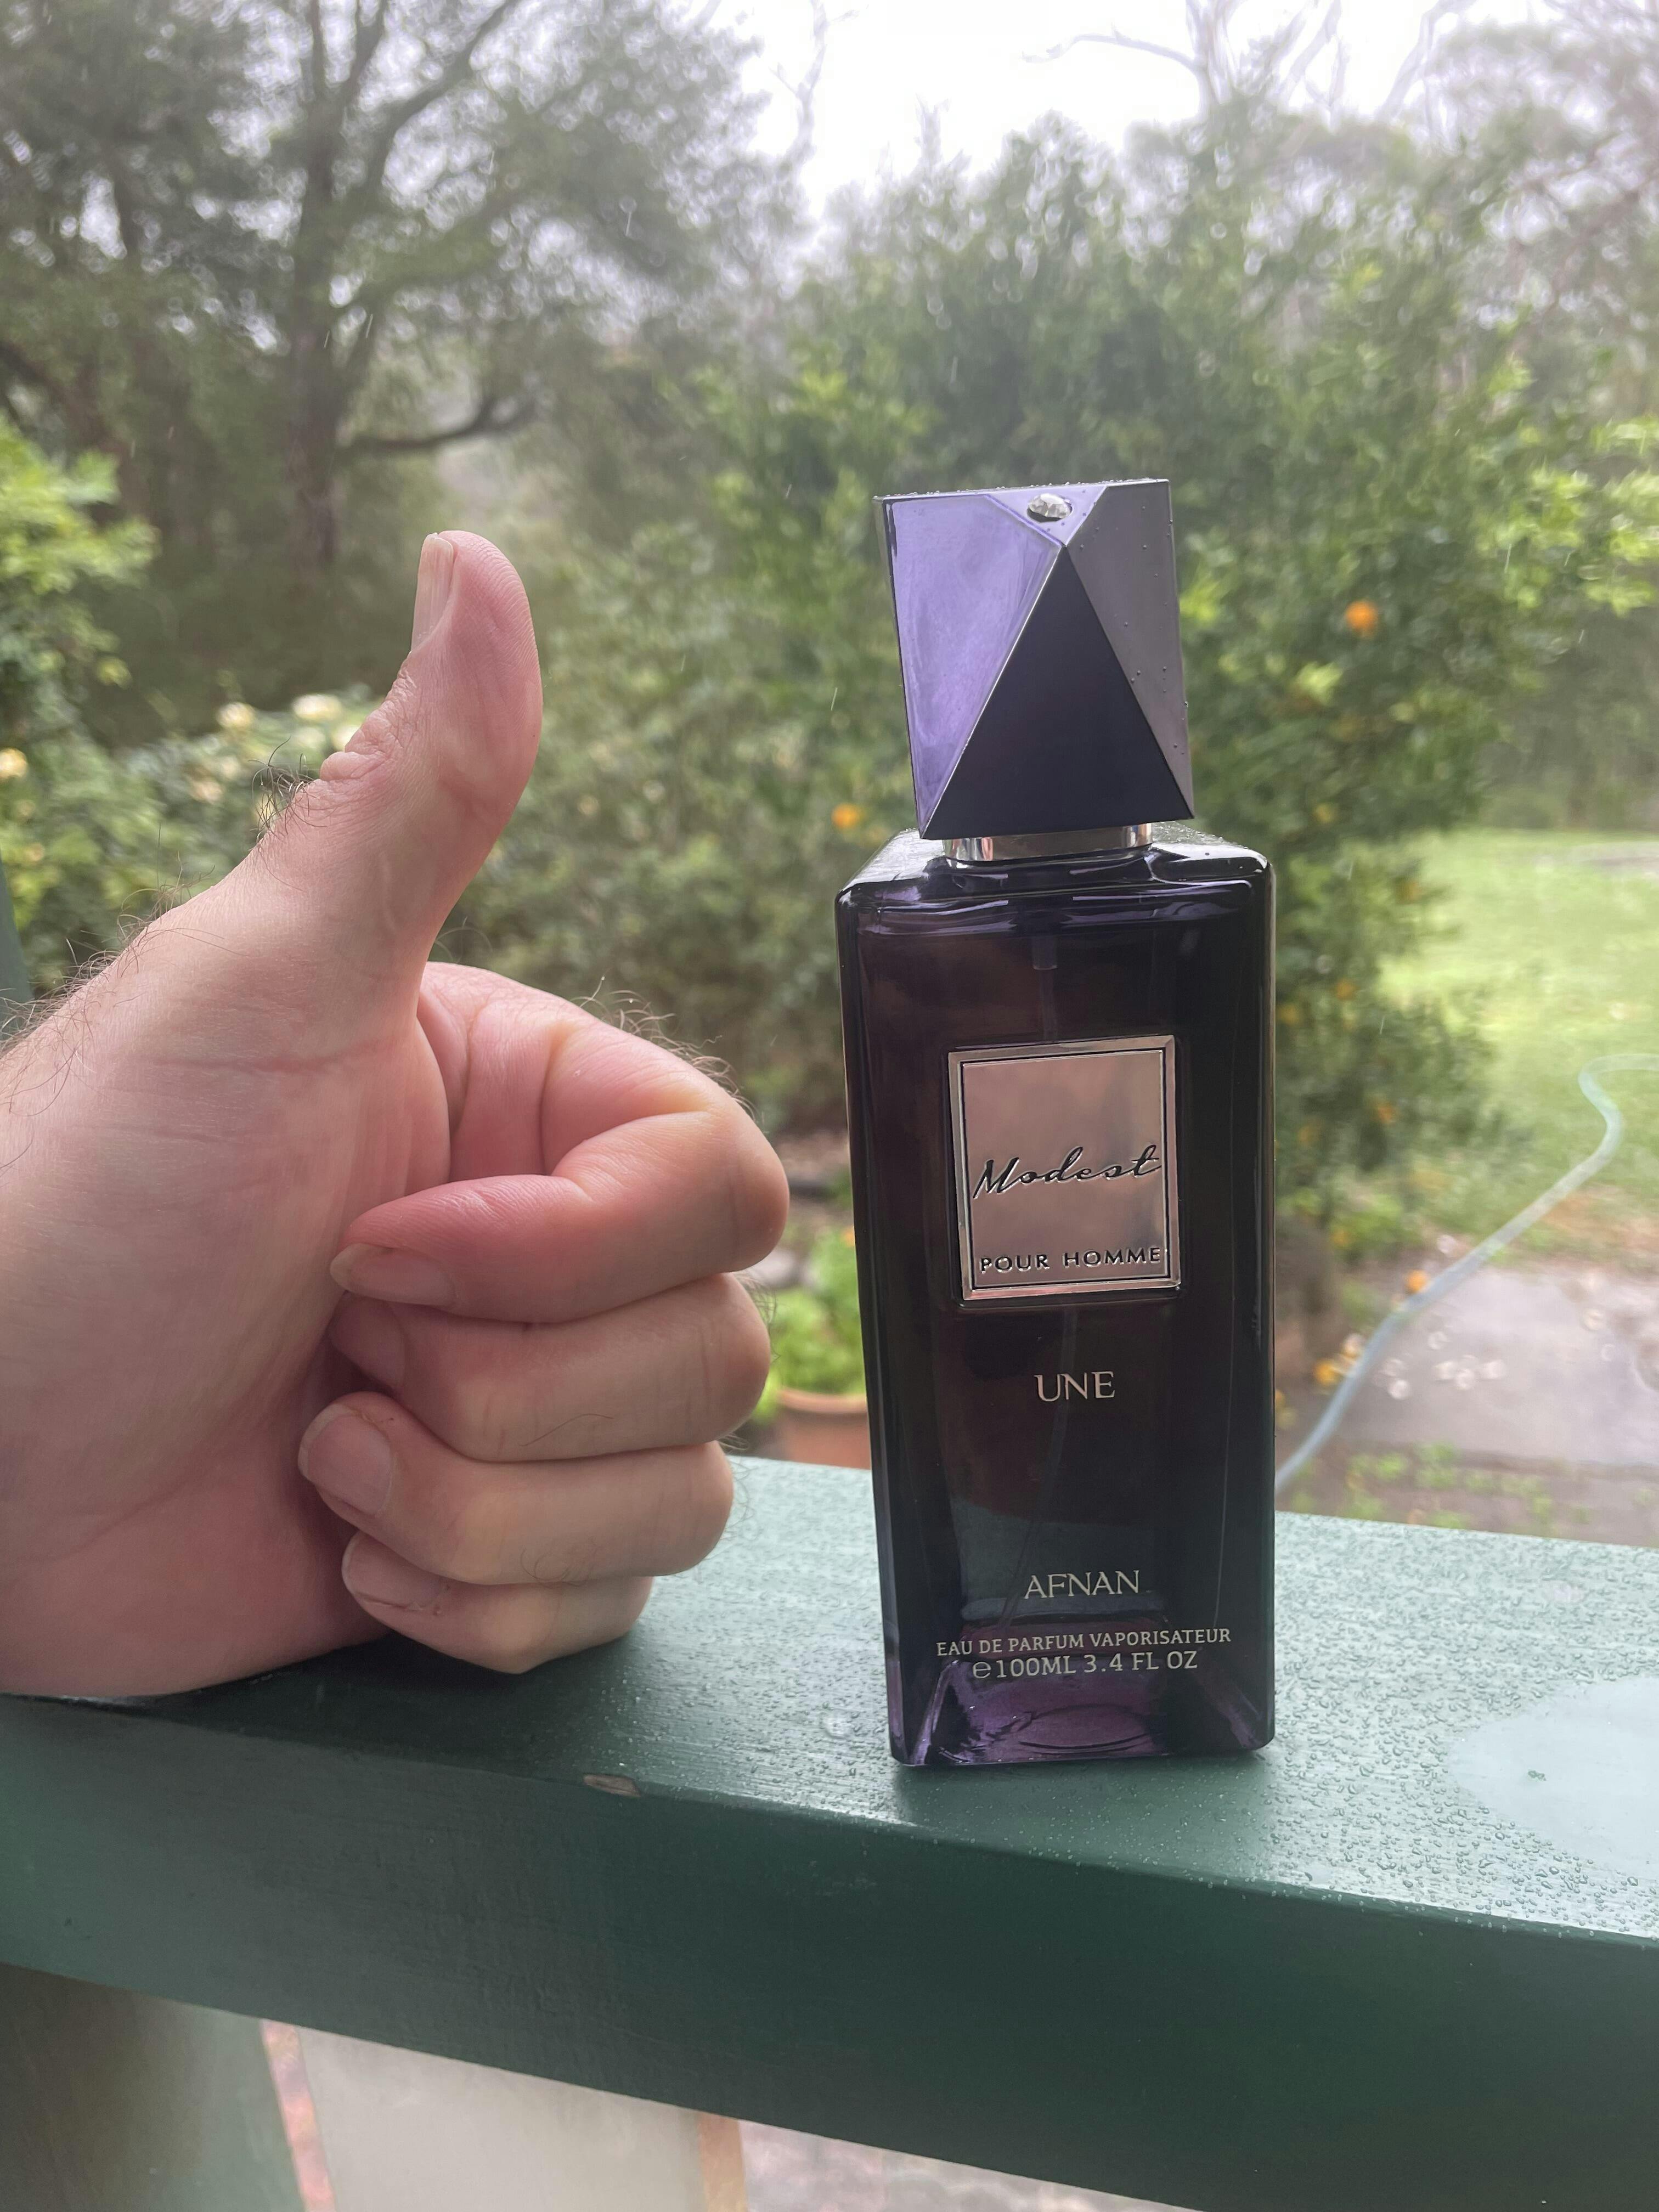 Modest
POUR HOMME
UNE
AFNAN
EAU DE PARFUM VAPORISATEUR
℮100ML 3.4 FL OZ